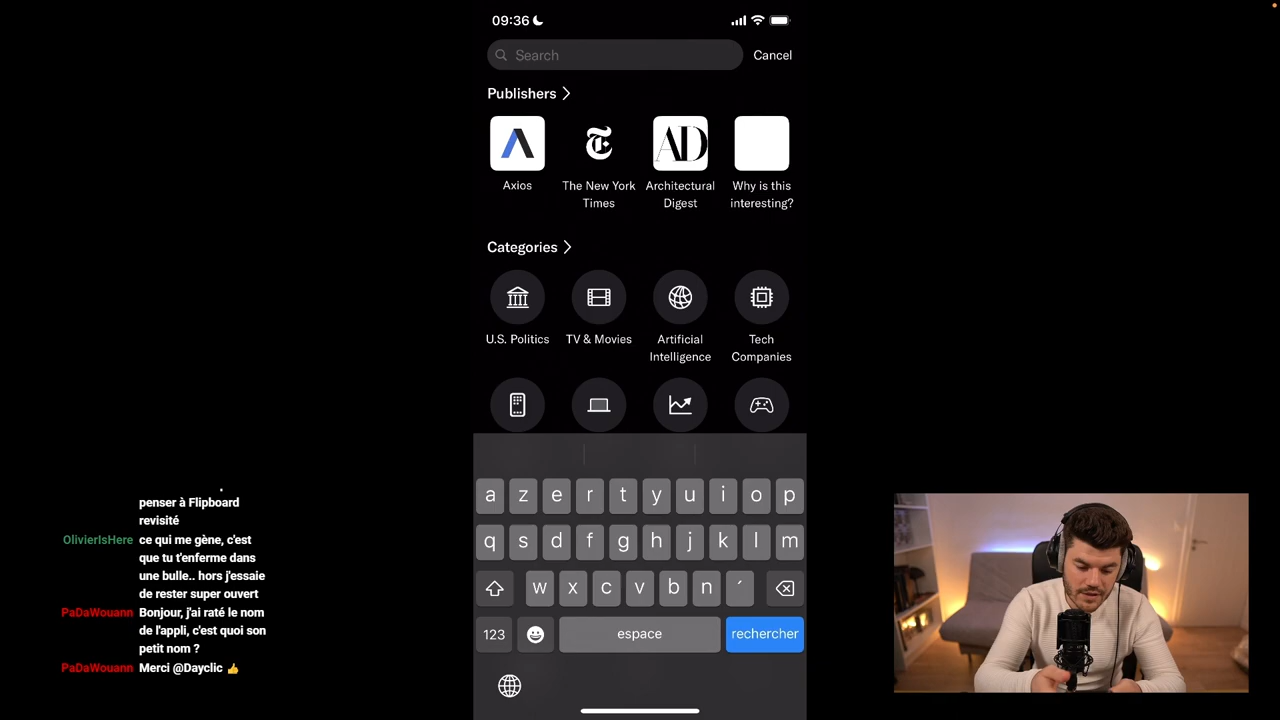 09:36
Search
Cancel
Publishers
AD
Axios
The New York Times
Architectural Digest
Why is this interesting?
Categories
U.S. Politics
TV & Movies
Artificial Intelligence
Tech Companies
a z e r t y u i o p
q s d f g h j k l m
w x c v b n ´
123
espace
rechercher
penser à Flipboard
revisité
OlivierIsHere ce qui me gène, c'est
que tu t'enferme dans
une bulle.. hors j'essaie
de rester super ouvert
PaDaWouann Bonjour, j'ai raté le nom
de l'appli, c'est quoi son
petit nom ?
PaDaWouann Merci @Dayclic 👍